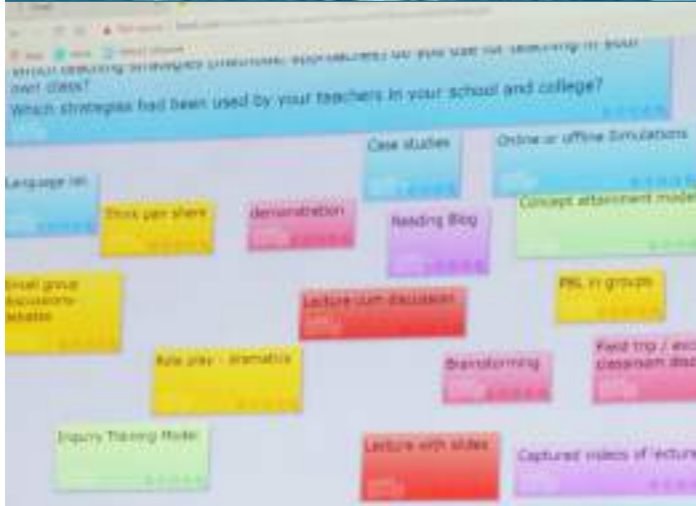 Which teaching strategies (methods, approaches) do you use for teaching in your
own class?
Which strategies had been used by your teachers in your school and college?
Case studies
Online or offline Simulations
Language lab
Think pair share
demonstration
Reading Blog
Concept attainment model
Small group
discussions-
debates
Lecture cum discussion
PBL in groups
Role play - dramatics
Brainstorming
Field trip /
classroom
Inquiry Training Model
Lecture with slides
Captured videos of lecture